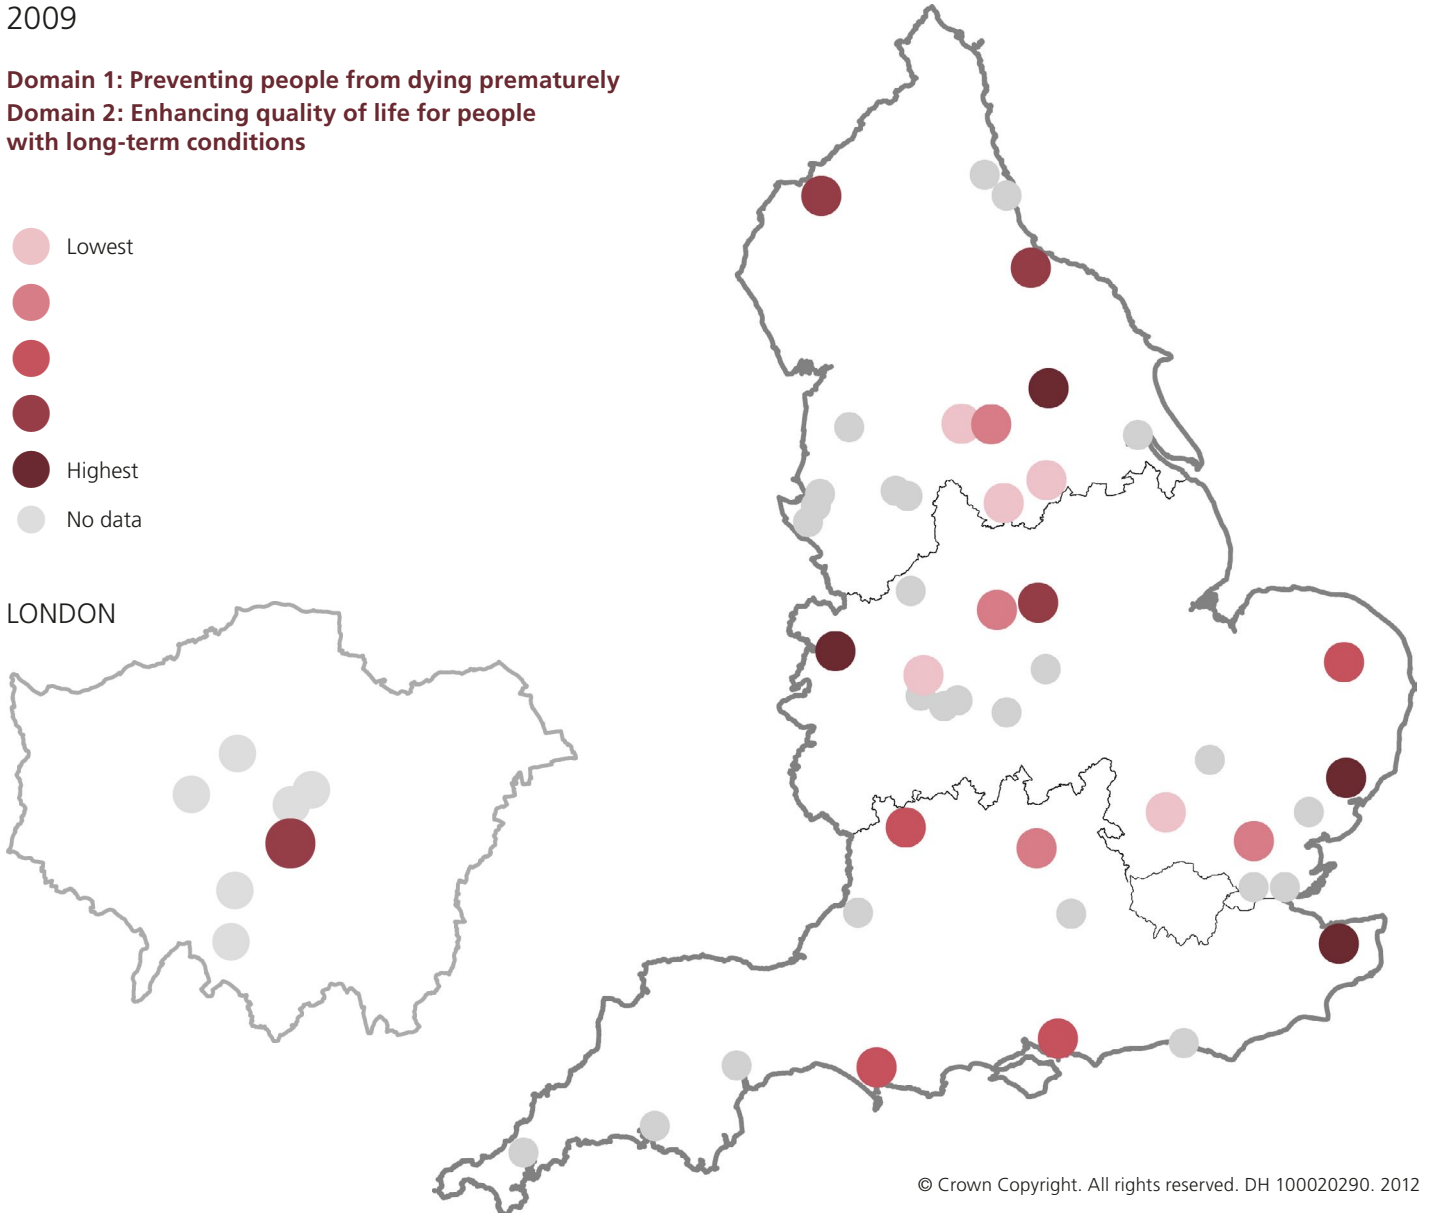 2009
Domain 1: Preventing people from dying prematurely
Domain 2: Enhancing quality of life for people
with long-term conditions
Lowest
Highest
No data
LONDON
© Crown Copyright. All rights reserved. DH 100020290. 2012